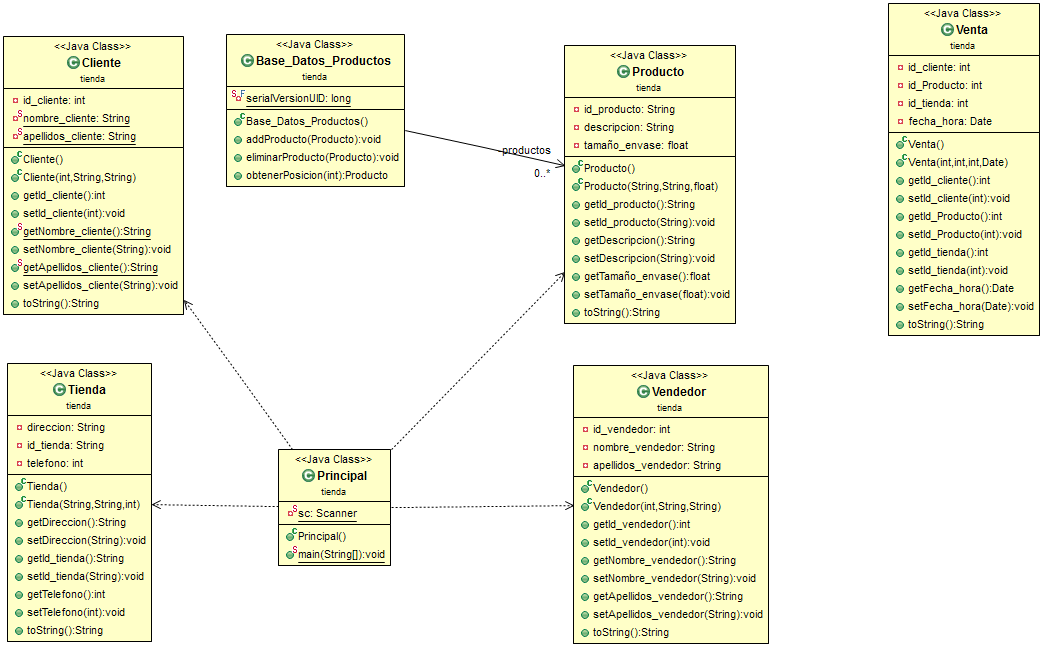 <<Java Class>>
Cliente
tienda
id_cliente: int
nombre_cliente: String
apellidos_cliente: String
Cliente()
Cliente(int,String,String)
getId_cliente():int
setId_cliente(int):void
getNombre_cliente():String
setNombre_cliente(String):void
getApellidos_cliente():String
setApellidos_cliente(String):void
toString():String
<<Java Class>>
Base_Datos_Productos
tienda
serialVersionUID: long
Base_Datos_Productos()
addProducto(Producto):void
eliminarProducto(Producto):void
obtenerPosicion(int):Producto
productos
0..*
<<Java Class>>
Producto
tienda
id_producto: String
descripcion: String
tamaño_envase: float
Producto()
Producto(String,String,float)
getId_producto():String
setId_producto(String):void
getDescripcion():String
setDescripcion(String):void
getTamaño_envase():float
setTamaño_envase(float):void
toString():String
<<Java Class>>
Venta
tienda
id_cliente: int
id_Producto: int
id_tienda: int
fecha_hora: Date
Venta()
Venta(int,int,int,Date)
getId_cliente():int
setId_cliente(int):void
getId_Producto():int
setId_Producto(int):void
getId_tienda():int
setId_tienda(int):void
getFecha_hora():Date
setFecha_hora(Date):void
toString():String
<<Java Class>>
Tienda
tienda
direccion: String
id_tienda: String
telefono: int
Tienda()
Tienda(String,String,int)
getDireccion():String
setDireccion(String):void
getId_tienda():String
setId_tienda(String):void
getTelefono():int
setTelefono(int):void
toString():String
<<Java Class>>
Principal
tienda
sc: Scanner
Principal()
main(String[]):void
<<Java Class>>
Vendedor
tienda
id_vendedor: int
nombre_vendedor: String
apellidos_vendedor: String
Vendedor()
Vendedor(int,String,String)
getId_vendedor():int
setId_vendedor(int):void
getNombre_vendedor():String
setNombre_vendedor(String):void
getApellidos_vendedor():String
setApellidos_vendedor(String):void
toString():String